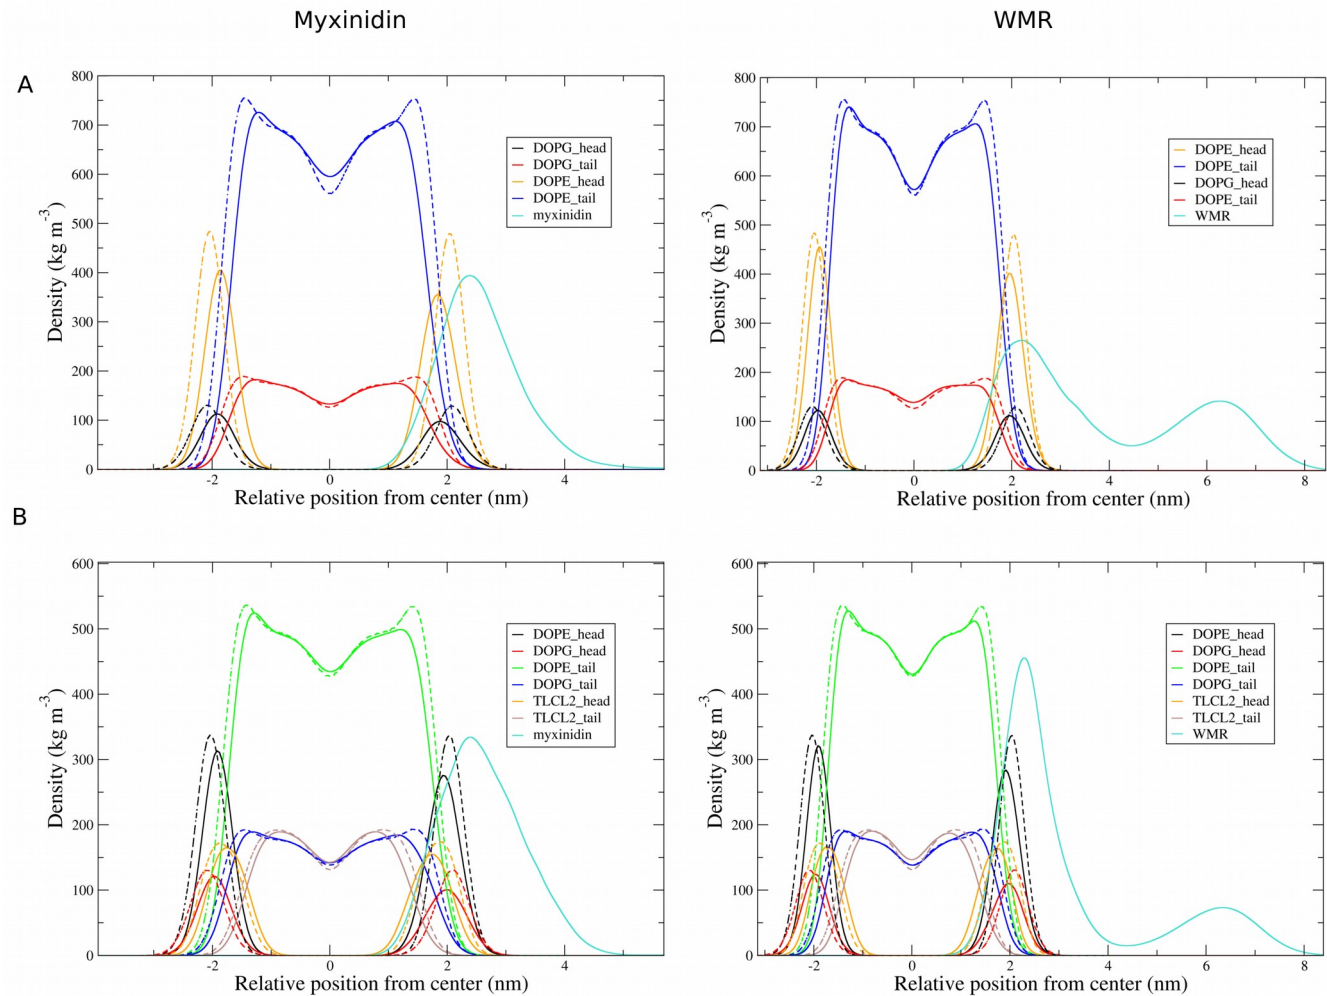 Myxinidin
WMR
A
800
700
600
500
400
300
200
100
0
Density (kg m-3)
-2
0
2
4
Relative position from center (nm)
DOPG_head
DOPG_tail
DOPE_head
DOPE_tail
myxinidin
800
700
600
500
400
300
200
100
0
Density (kg m-3)
-2
0
2
4
6
8
Relative position from center (nm)
DOPE_head
DOPE_tail
DOPG_head
DOPE_tail
WMR
B
600
500
400
300
200
100
0
Density (kg m-3)
-2
0
2
4
Relative position from center (nm)
DOPE_head
DOPG_head
DOPE_tail
DOPG_tail
TLCL2_head
TLCL2_tail
myxinidin
600
500
400
300
200
100
0
Density (kg m-3)
-2
0
2
4
6
8
Relative position from center (nm)
DOPE_head
DOPG_head
DOPE_tail
DOPG_tail
TLCL2_head
TLCL2_tail
WMR